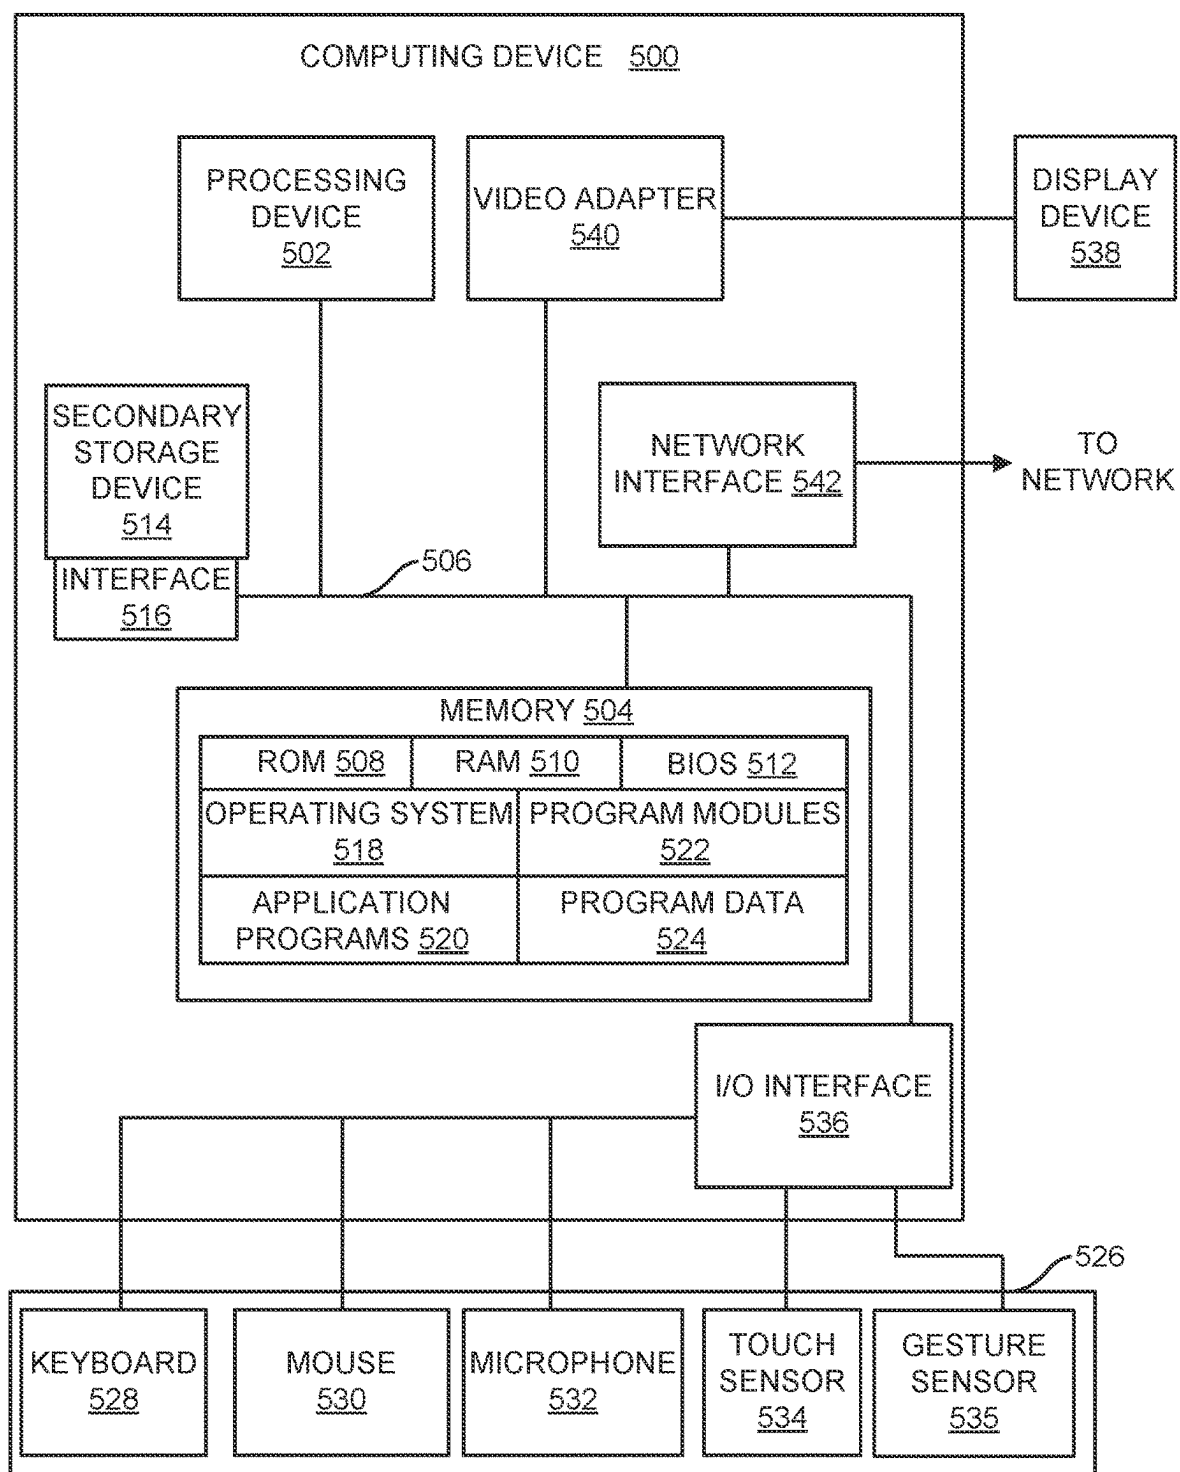 COMPUTING DEVICE 500
PROCESSING
DEVICE
502
VIDEO ADAPTER
540
DISPLAY
DEVICE
538
SECONDARY
STORAGE
DEVICE
514
INTERFACE
516
NETWORK
INTERFACE 542
TO
NETWORK
506
MEMORY 504
ROM 508
RAM 510
BIOS 512
OPERATING SYSTEM
518
PROGRAM MODULES
522
APPLICATION
PROGRAMS 520
PROGRAM DATA
524
I/O INTERFACE
536
526
KEYBOARD
528
MOUSE
530
MICROPHONE
532
TOUCH
SENSOR
534
GESTURE
SENSOR
535